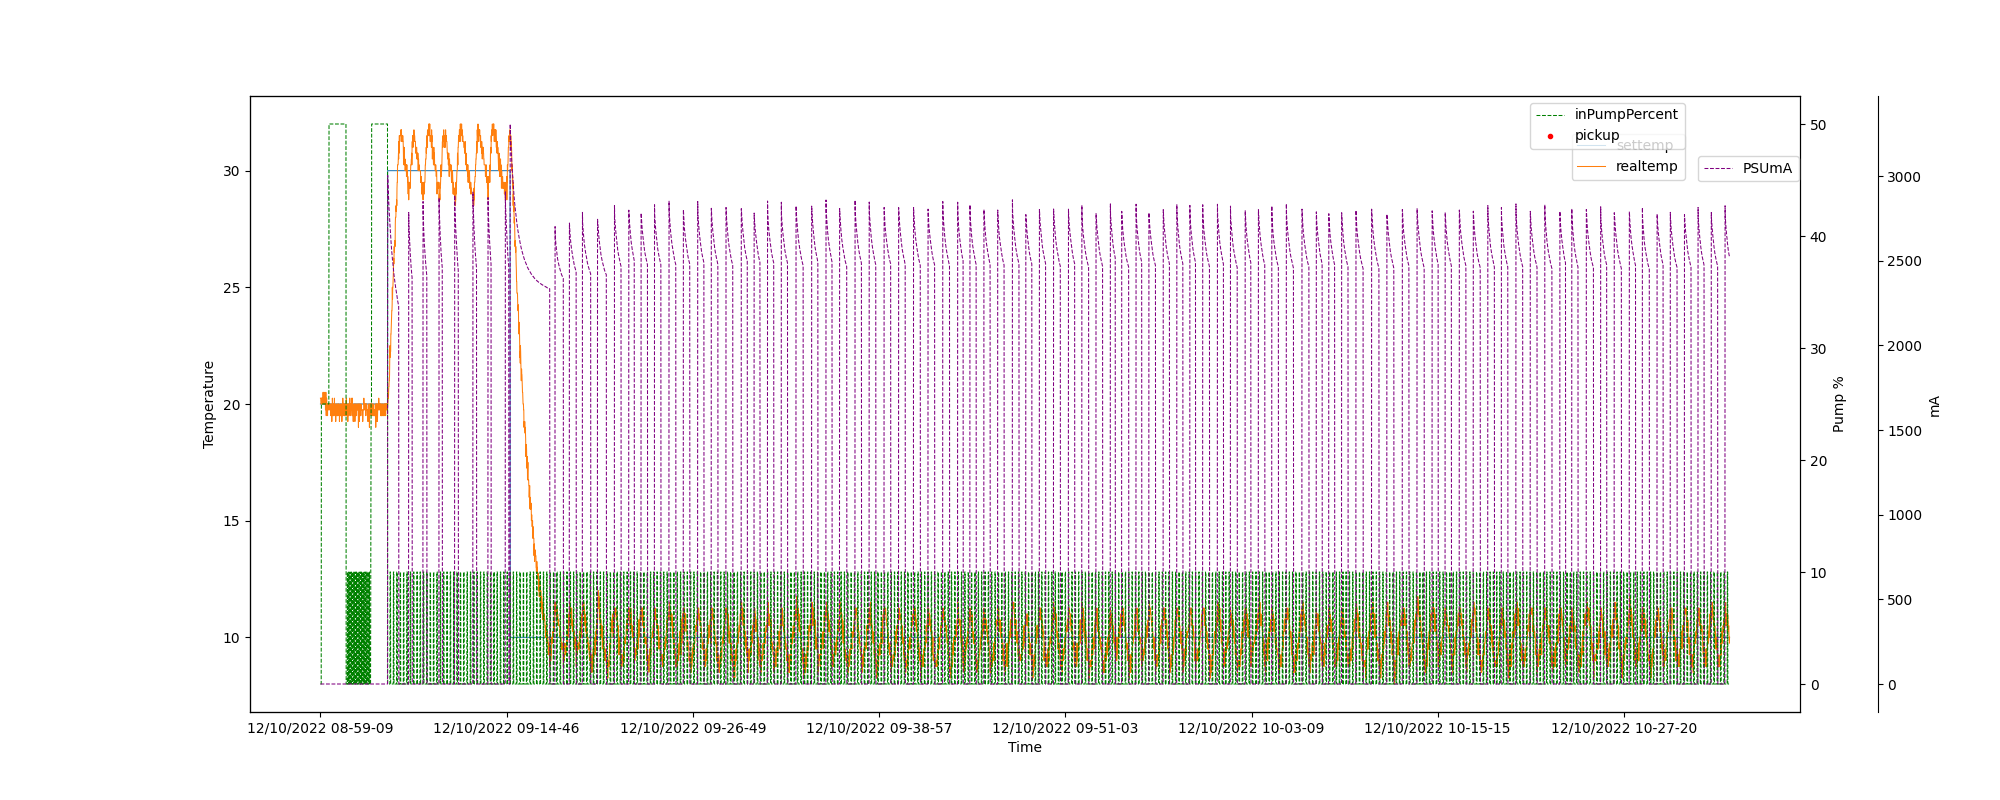 inPumpPercent
pickup
settemp
realtemp
PSUmA
30
25
20
15
10
Temperature
50
40
30
20
10
0
Pump %
3000
2500
2000
1500
1000
500
0
mA
12/10/2022 08-59-09
12/10/2022 09-14-46
12/10/2022 09-26-49
12/10/2022 09-38-57
12/10/2022 09-51-03
12/10/2022 10-03-09
12/10/2022 10-15-15
12/10/2022 10-27-20
Time